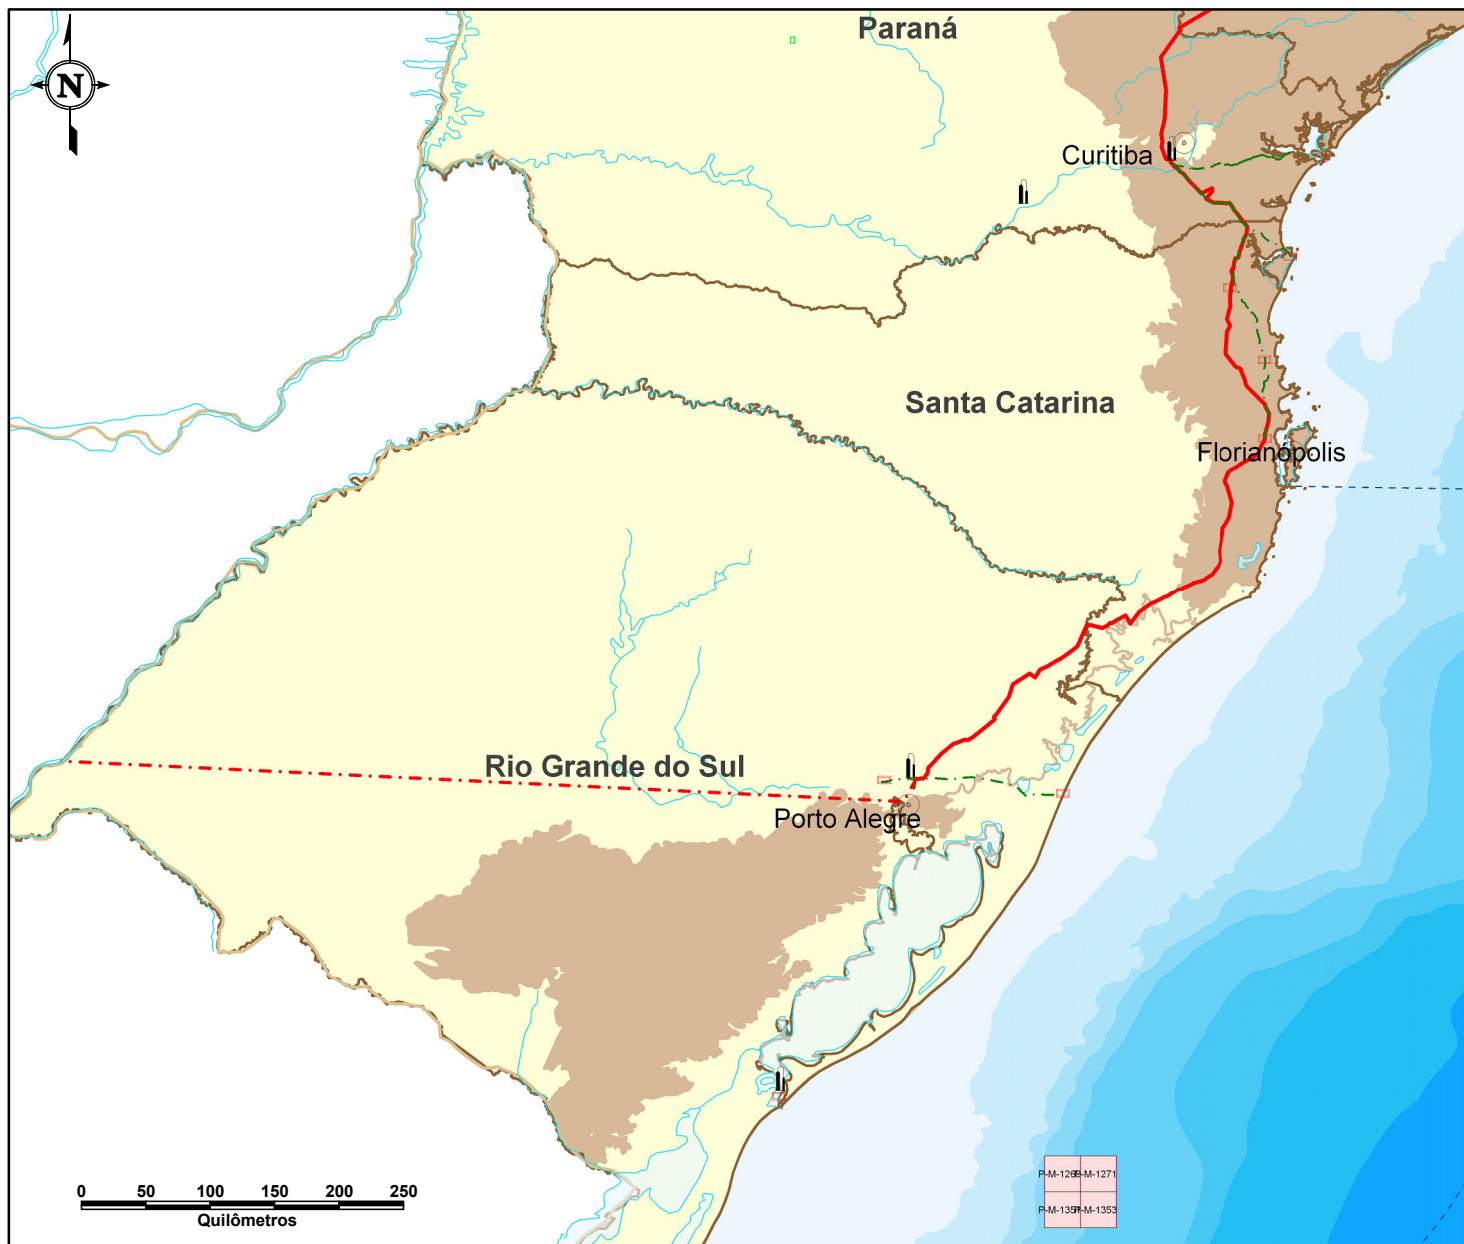 Paraná
N
Curitiba
Santa Catarina
Florianópolis
Rio Grande do Sul
Porto Alegre
P-M-1271
P-M-1353
0 50 100 150 200 250
Quilômetros